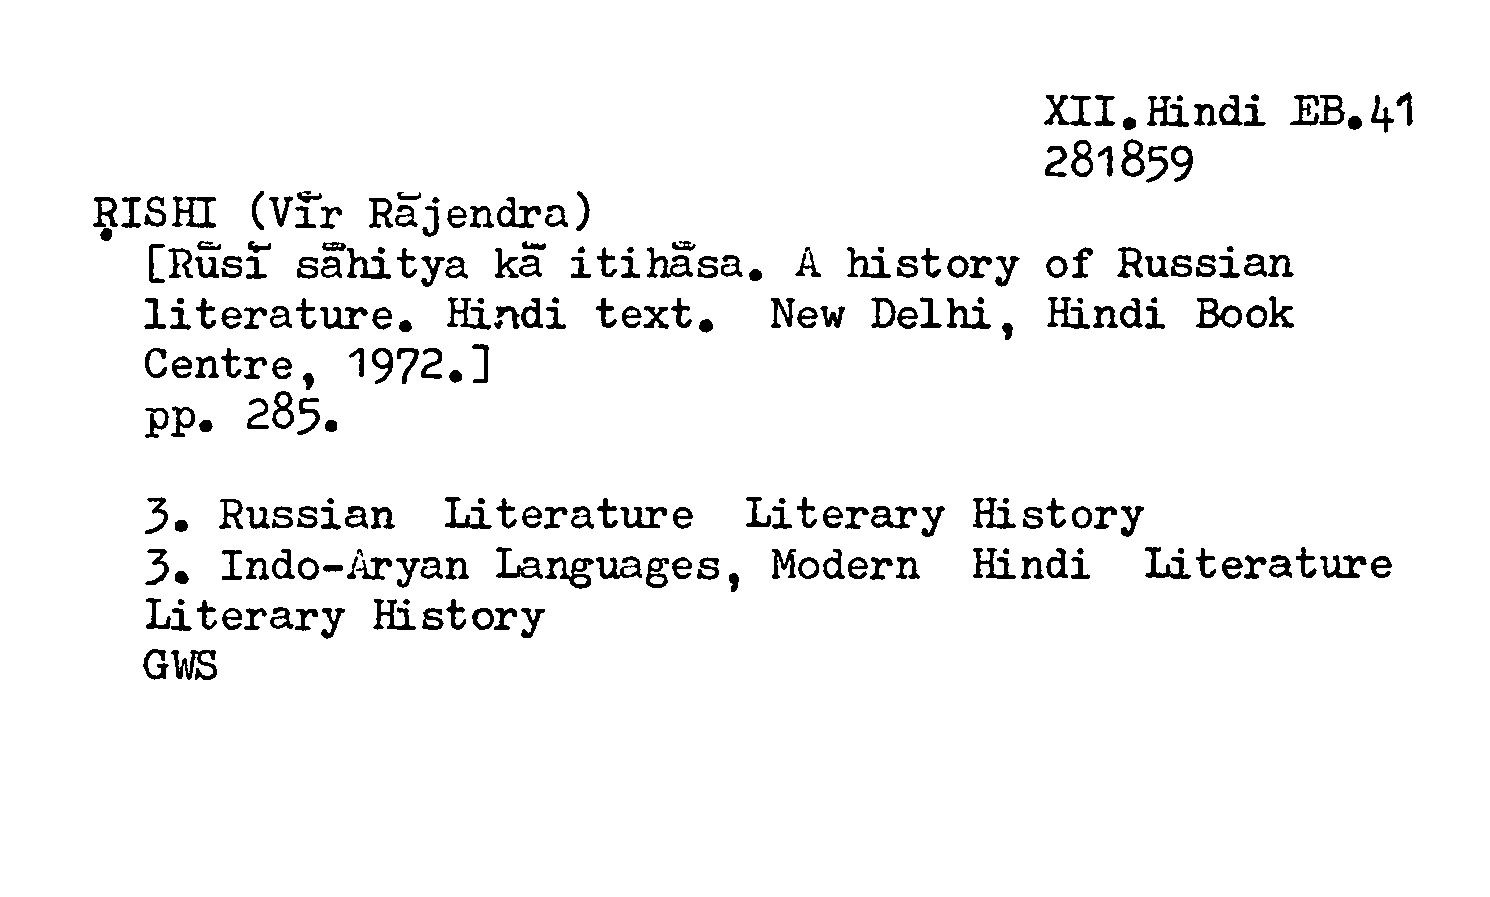 XII.Hindi EB.41
281859
ṚISHI (Vīr Rājendra)
[Rūsī sāhitya kā itihāsa. A history of Russian
literature. Hindi text. New Delhi, Hindi Book
Centre, 1972.]
pp. 285.
3. Russian Literature Literary History
3. Indo-Aryan Languages, Modern Hindi Literature
Literary History
GWS